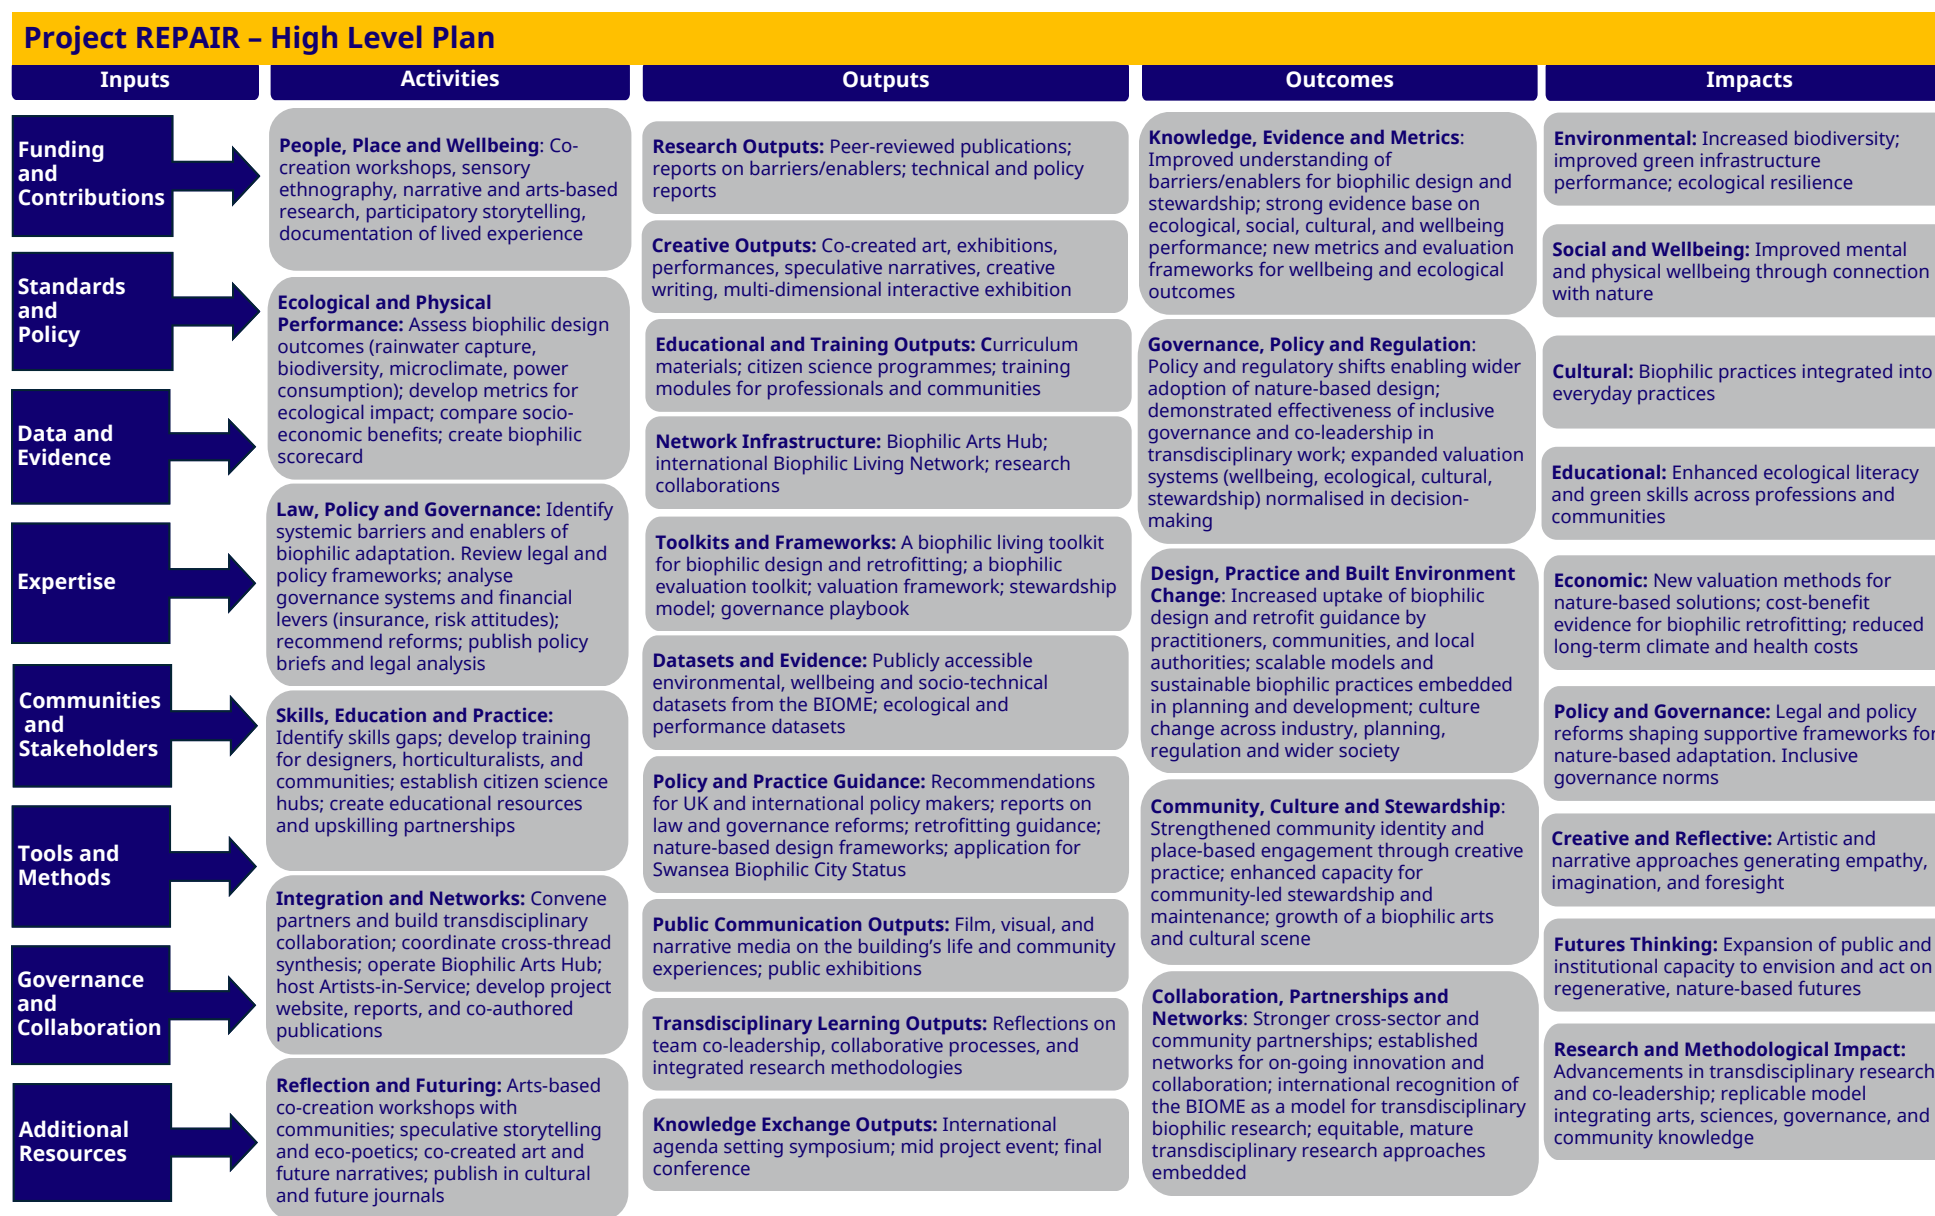 Project REPAIR – High Level Plan
Inputs
Activities
Outputs
Outcomes
Impacts
Funding
and
Contributions
Standards
and
Policy
Data and
Evidence
Expertise
Communities
and
Stakeholders
Tools and
Methods
Governance
and
Collaboration
Additional
Resources
People, Place and Wellbeing: Co-
creation workshops, sensory
ethnography, narrative and arts-based
research, participatory storytelling,
documentation of lived experience
Ecological and Physical
Performance: Assess biophilic design
outcomes (rainwater capture,
biodiversity, microclimate, power
consumption); develop metrics for
ecological impact; compare socio-
economic benefits; create biophilic
scorecard
Law, Policy and Governance: Identify
systemic barriers and enablers of
biophilic adaptation. Review legal and
policy frameworks; analyse
governance systems and financial
levers (insurance, risk attitudes);
recommend reforms; publish policy
briefs and legal analysis
Skills, Education and Practice:
Identify skills gaps; develop training
for designers, horticulturalists, and
communities; establish citizen science
hubs; create educational resources
and upskilling partnerships
Integration and Networks: Convene
partners and build transdisciplinary
collaboration; coordinate cross-thread
synthesis; operate Biophilic Arts Hub;
host Artists-in-Service; develop project
website, reports, and co-authored
publications
Reflection and Futuring: Arts-based
co-creation workshops with
communities; speculative storytelling
and eco-poetics; co-created art and
future narratives; publish in cultural
and future journals
Research Outputs: Peer-reviewed publications;
reports on barriers/enablers; technical and policy
reports
Creative Outputs: Co-created art, exhibitions,
performances, speculative narratives, creative
writing, multi-dimensional interactive exhibition
Educational and Training Outputs: Curriculum
materials; citizen science programmes; training
modules for professionals and communities
Network Infrastructure: Biophilic Arts Hub;
international Biophilic Living Network; research
collaborations
Toolkits and Frameworks: A biophilic living toolkit
for biophilic design and retrofitting; a biophilic
evaluation toolkit; valuation framework; stewardship
model; governance playbook
Datasets and Evidence: Publicly accessible
environmental, wellbeing and socio-technical
datasets from the BIOME; ecological and
performance datasets
Policy and Practice Guidance: Recommendations
for UK and international policy makers; reports on
law and governance reforms; retrofitting guidance;
nature-based design frameworks; application for
Swansea Biophilic City Status
Public Communication Outputs: Film, visual, and
narrative media on the building’s life and community
experiences; public exhibitions
Transdisciplinary Learning Outputs: Reflections on
team co-leadership, collaborative processes, and
integrated research methodologies
Knowledge Exchange Outputs: International
agenda setting symposium; mid project event; final
conference
Knowledge, Evidence and Metrics:
Improved understanding of
barriers/enablers for biophilic design and
stewardship; strong evidence base on
ecological, social, cultural, and wellbeing
performance; new metrics and evaluation
frameworks for wellbeing and ecological
outcomes
Governance, Policy and Regulation:
Policy and regulatory shifts enabling wider
adoption of nature-based design;
demonstrated effectiveness of inclusive
governance and co-leadership in
transdisciplinary work; expanded valuation
systems (wellbeing, ecological, cultural,
stewardship) normalised in decision-
making
Design, Practice and Built Environment
Change: Increased uptake of biophilic
design and retrofit guidance by
practitioners, communities, and local
authorities; scalable models and
sustainable biophilic practices embedded
in planning and development; culture
change across industry, planning,
regulation and wider society
Community, Culture and Stewardship:
Strengthened community identity and
place-based engagement through creative
practice; enhanced capacity for
community-led stewardship and
maintenance; growth of a biophilic arts
and cultural scene
Collaboration, Partnerships and
Networks: Stronger cross-sector and
community partnerships; established
networks for on-going innovation and
collaboration; international recognition of
the BIOME as a model for transdisciplinary
biophilic research; equitable, mature
transdisciplinary research approaches
embedded
Environmental: Increased biodiversity;
improved green infrastructure
performance; ecological resilience
Social and Wellbeing: Improved mental
and physical wellbeing through connection
with nature
Cultural: Biophilic practices integrated into
everyday practices
Educational: Enhanced ecological literacy
and green skills across professions and
communities
Economic: New valuation methods for
nature-based solutions; cost-benefit
evidence for biophilic retrofitting; reduced
long-term climate and health costs
Policy and Governance: Legal and policy
reforms shaping supportive frameworks for
nature-based adaptation. Inclusive
governance norms
Creative and Reflective: Artistic and
narrative approaches generating empathy,
imagination, and foresight
Futures Thinking: Expansion of public and
institutional capacity to envision and act on
regenerative, nature-based futures
Research and Methodological Impact:
Advancements in transdisciplinary research
and co-leadership; replicable model
integrating arts, sciences, governance, and
community knowledge